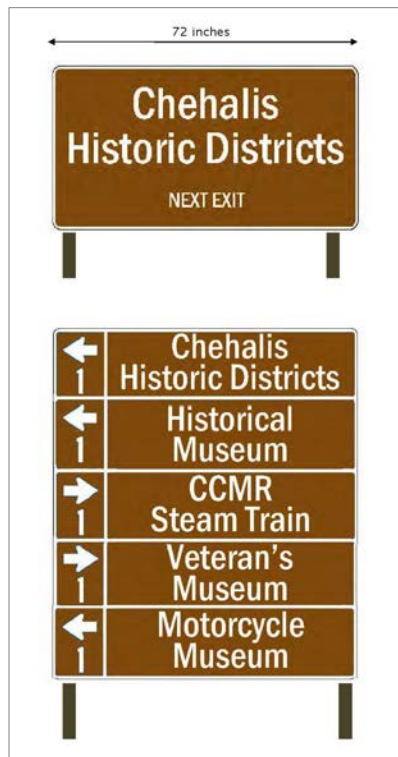 72 inches
Chehalis
Historic Districts
NEXT EXIT
1
Chehalis
Historic Districts
1
Historical
Museum
1
CCMR
Steam Train
1
Veteran's
Museum
1
Motorcycle
Museum